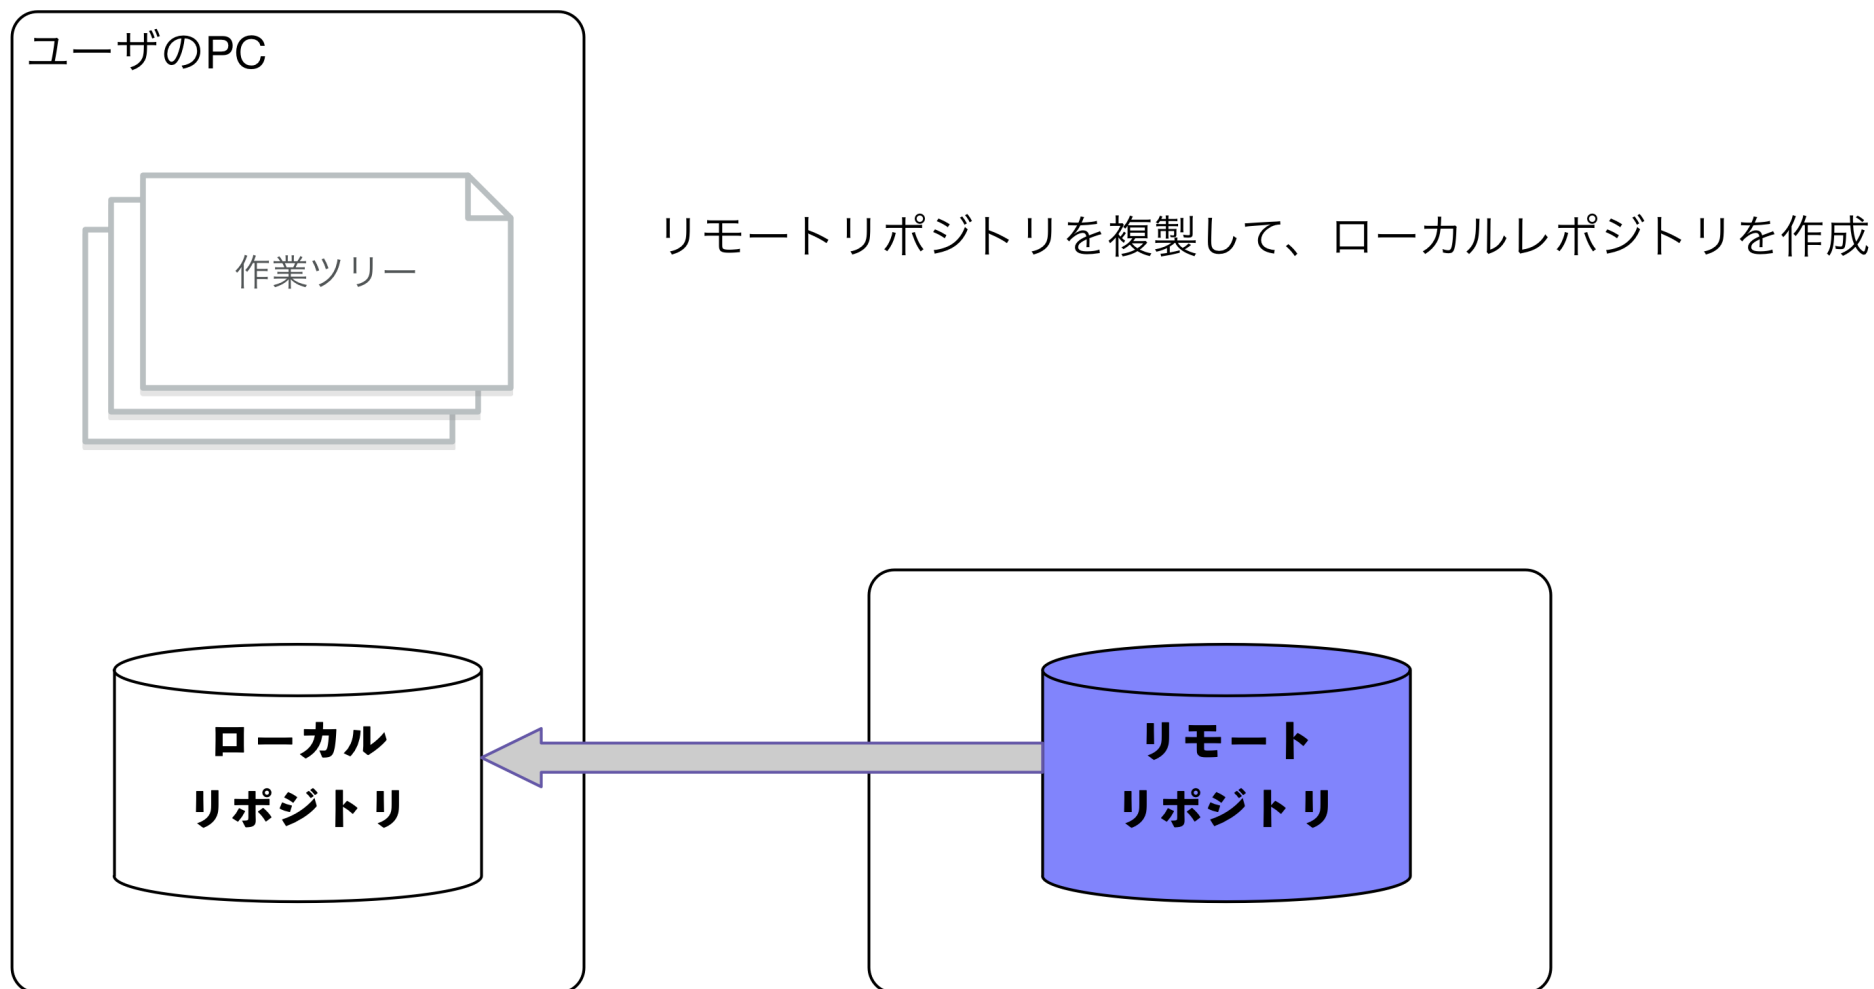 ユーザのPC
作業ツリー
リモートリポジトリを複製して、ローカルレポジトリを作成
ローカル
リポジトリ
リモート
リポジトリ